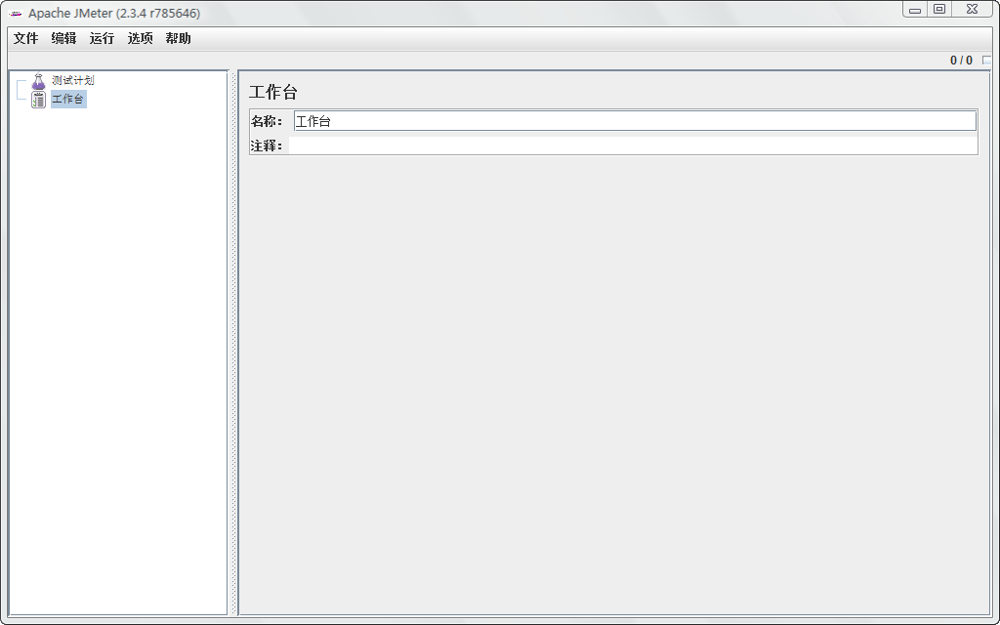 Apache JMeter (2.3.4 r785646)
文件 编辑 运行 选项 帮助
0 / 0
测试计划
工作台
工作台
名称： 工作台
注释：